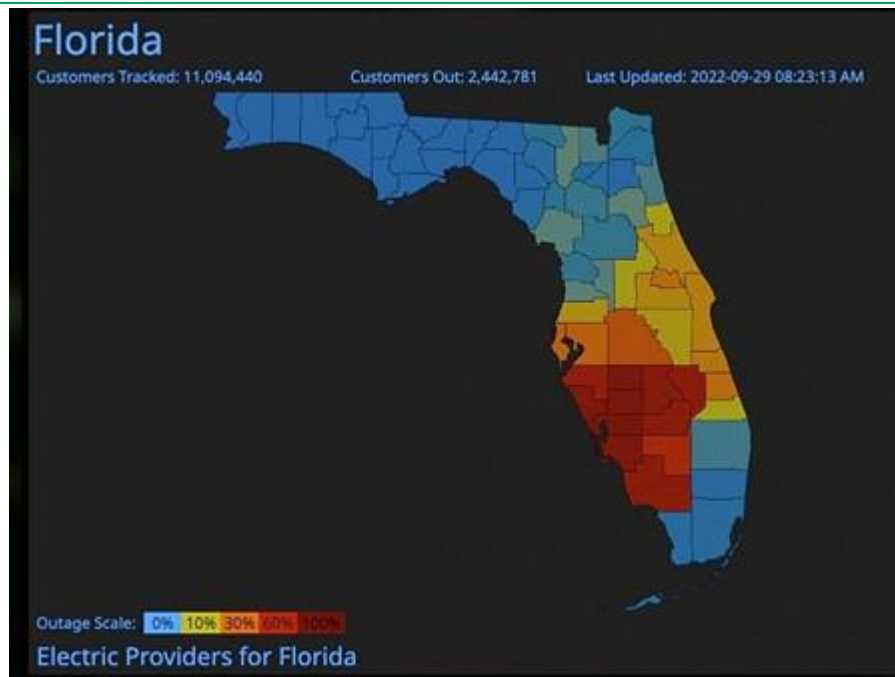 Florida
Customers Tracked: 11,094,440 Customers Out: 2,442,781 Last Updated: 2022-09-29 08:23:13 AM
Outage Scale: 0% 10% 30% 60% 100%
Electric Providers for Florida